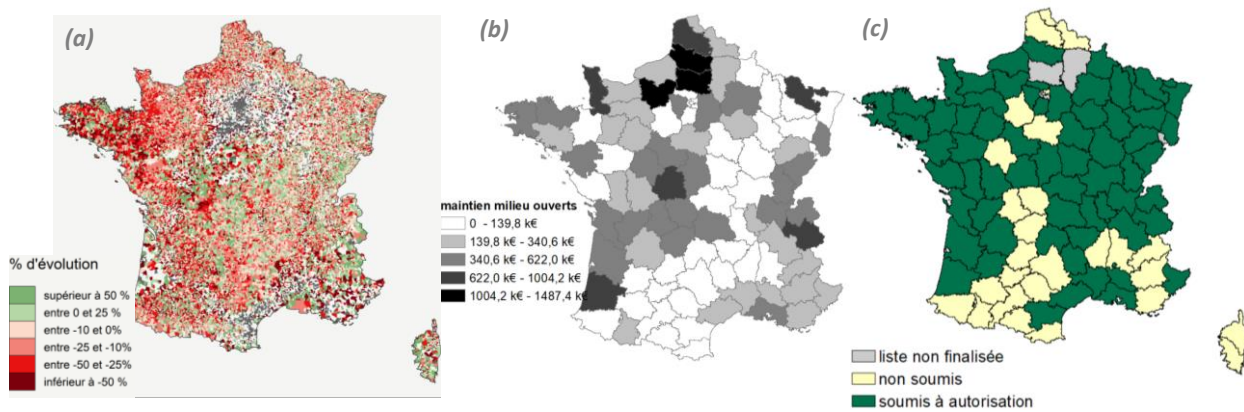 (a)
% d'évolution
supérieur à 50 %
entre 0 et 25 %
entre -10 et 0%
entre -25 et -10%
entre -50 et -25%
inférieur à -50 %
(b)
maintien milieu ouverts
0 - 139,8 k€
139,8 k€ - 340,6 k€
340,6 k€ - 622,0 k€
622,0 k€ - 1004,2 k€
1004,2 k€ - 1487,4 k€
(c)
liste non finalisée
non soumis
soumis à autorisation